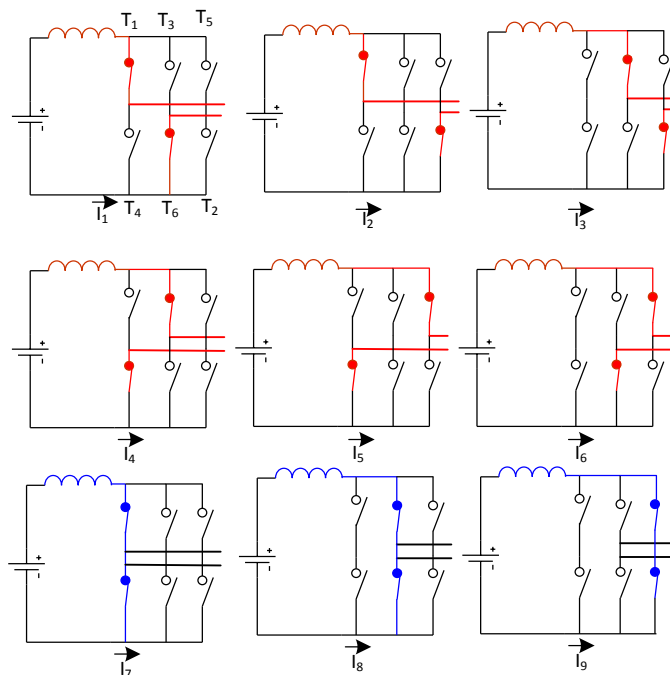 T1 T3 T5
+
-
T4 T6 T2
I1
+
-
I2
+
-
I3
+
-
I4
+
-
I5
+
-
I6
+
-
I7
+
-
I8
+
-
I9